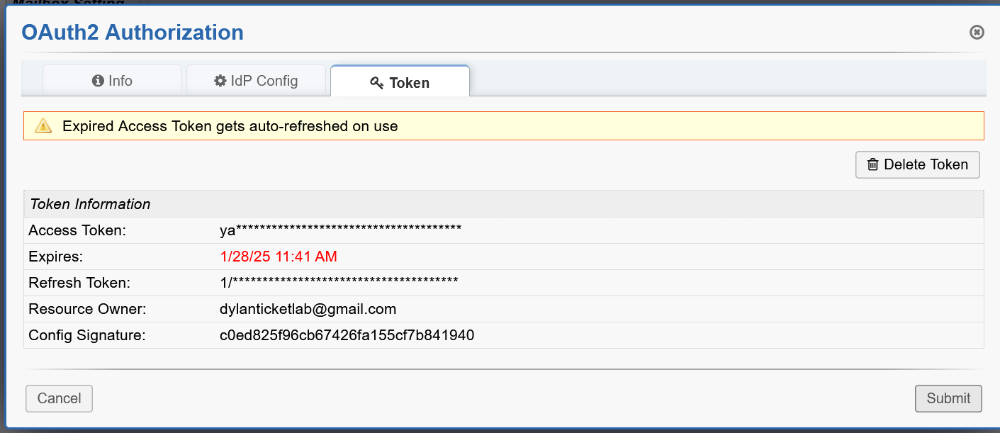 Mailbox Setting
OAuth2 Authorization
Info
IdP Config
Token
Expired Access Token gets auto-refreshed on use
Delete Token
Token Information
Access Token: ya**************************************
Expires: 1/28/25 11:41 AM
Refresh Token: 1/**************************************
Resource Owner: dylanticketlab@gmail.com
Config Signature: c0ed825f96cb67426fa155cf7b841940
Cancel
Submit